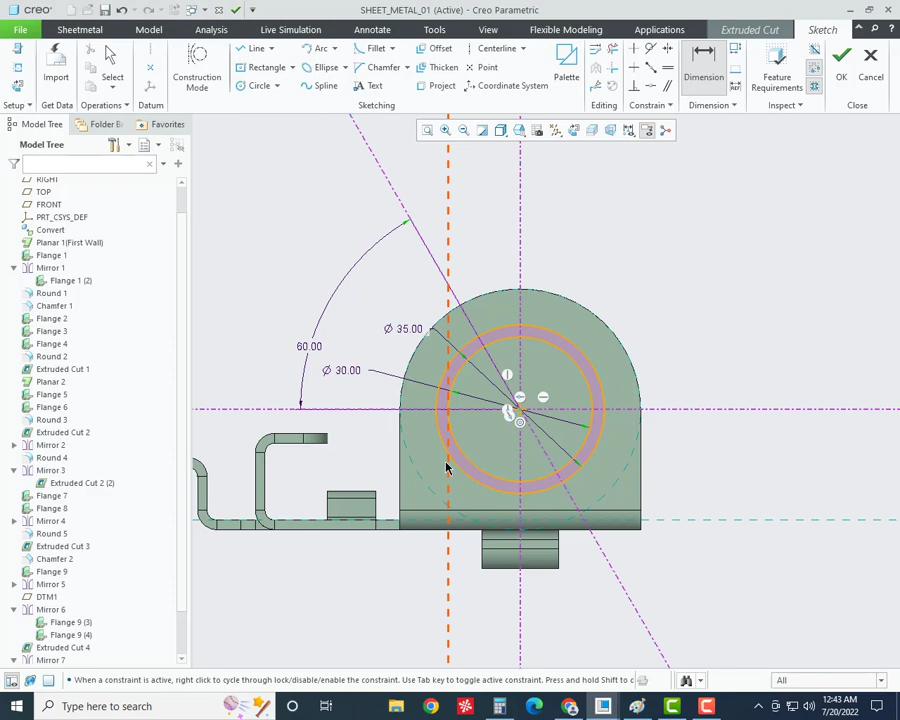 creo
SHEET_METAL_01 (Active) - Creo Parametric
File
Sheetmetal
Model
Analysis
Live Simulation
Annotate
Tools
View
Flexible Modeling
Applications
Extruded Cut
Sketch
Import
Select
Construction Mode
Line
Arc
Fillet
Offset
Centerline
Rectangle
Ellipse
Chamfer
Thicken
Point
Circle
Spline
Text
Project
Coordinate System
Palette
Dimension
Feature Requirements
OK
Cancel
Setup
Get Data
Operations
Datum
Sketching
Editing
Constrain
Dimension
Inspect
Close
Model Tree
Folder Br
Favorites
Model Tree
RIGHT
TOP
FRONT
PRT_CSYS_DEF
Convert
Planar 1(First Wall)
Flange 1
Mirror 1
Flange 1 (2)
Round 1
Chamfer 1
Flange 2
Flange 3
Flange 4
Round 2
Extruded Cut 1
Planar 2
Flange 5
Flange 6
Round 3
Extruded Cut 2
Mirror 2
Round 4
Mirror 3
Extruded Cut 2 (2)
Flange 7
Flange 8
Mirror 4
Round 5
Extruded Cut 3
Chamfer 2
Flange 9
Mirror 5
DTM1
Mirror 6
Flange 9 (3)
Flange 9 (4)
Extruded Cut 4
Mirror 7
60.00
Ø 35.00
Ø 30.00
When a constraint is active, right click to cycle through lock/disable/enable the constraint. Use Tab key to toggle active constraint. Press and hold Shift to c
All
Type here to search
12:43 AM
7/20/2022